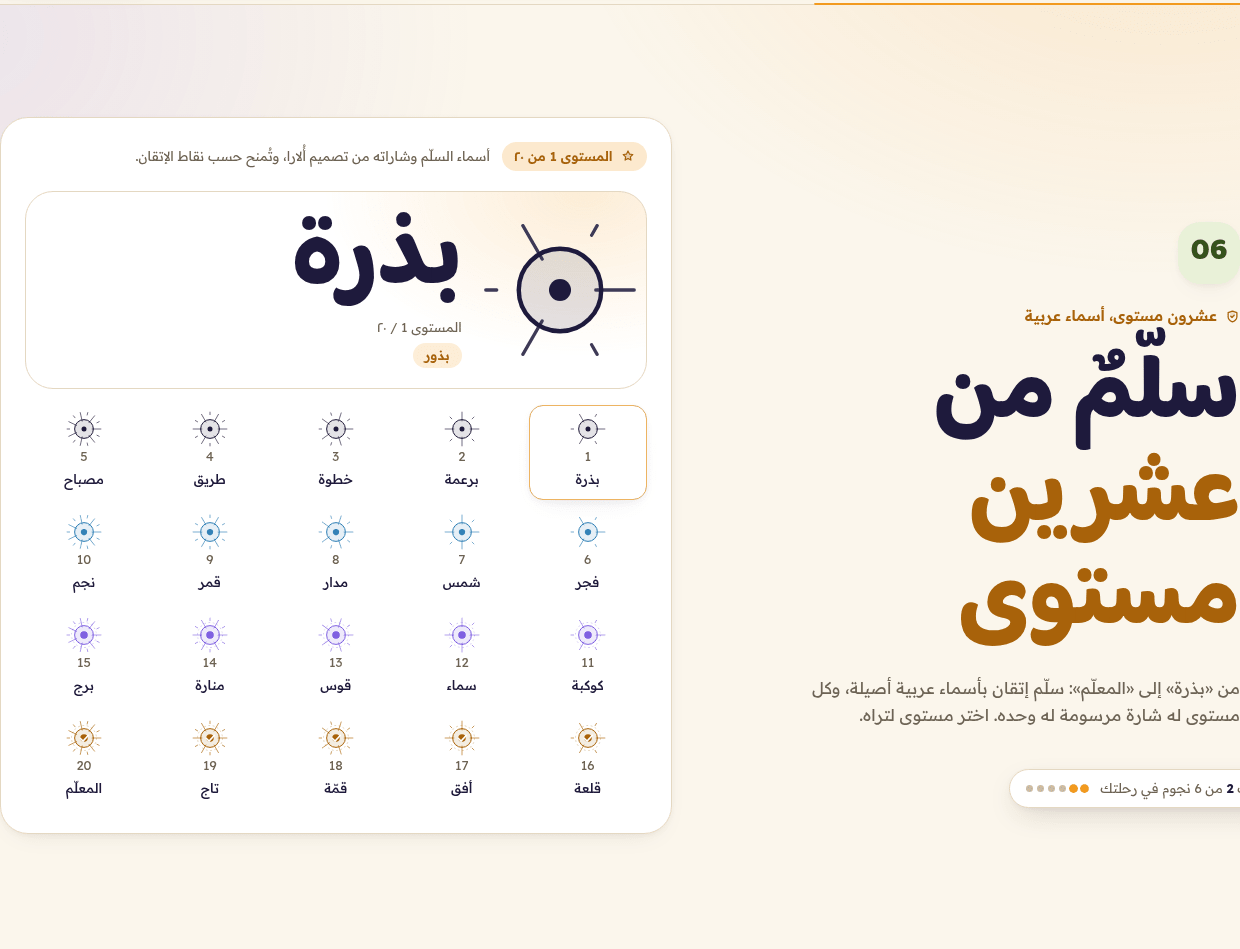 06
عشرون مستوى، أسماء عربية
سلّمٌ من
عشرين
مستوى
من «بذرة» إلى «المعلّم»: سلّم إتقان بأسماء عربية أصيلة، وكل
مستوى له شارة مرسومة له وحده. اختر مستوى لتراه.
2 من 6 نجوم في رحلتك
المستوى 1 من ٢٠
أسماء السلّم وشاراته من تصميم ألارا، وتُمنح حسب نقاط الإتقان.
بذرة
المستوى 1 / ٢٠
بذور
1
بذرة
2
برعمة
3
خطوة
4
طريق
5
مصباح
6
فجر
7
شمس
8
مدار
9
قمر
10
نجم
11
كوكبة
12
سماء
13
قوس
14
منارة
15
برج
16
قلعة
17
أفق
18
قمّة
19
تاج
20
المعلّم